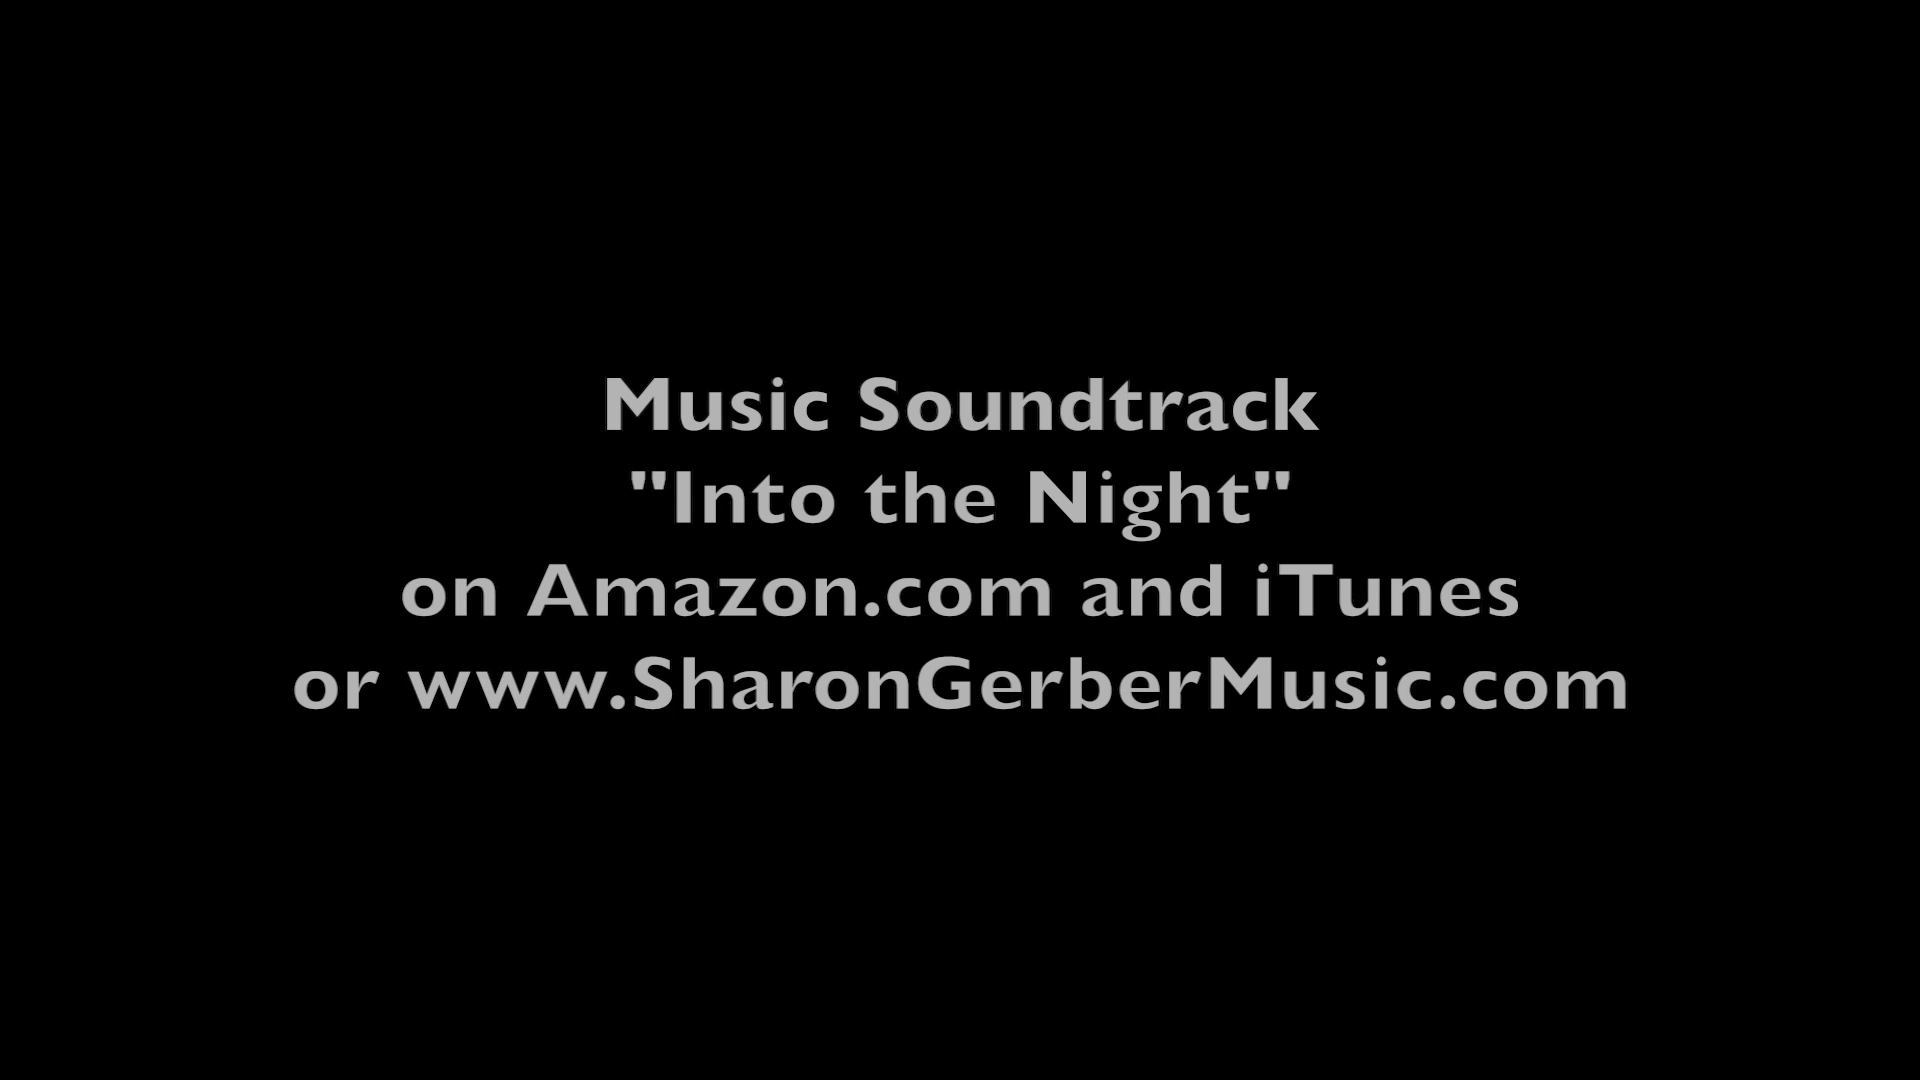 Music Soundtrack
"Into the Night"
on Amazon.com and iTunes
or www.SharonGerberMusic.com